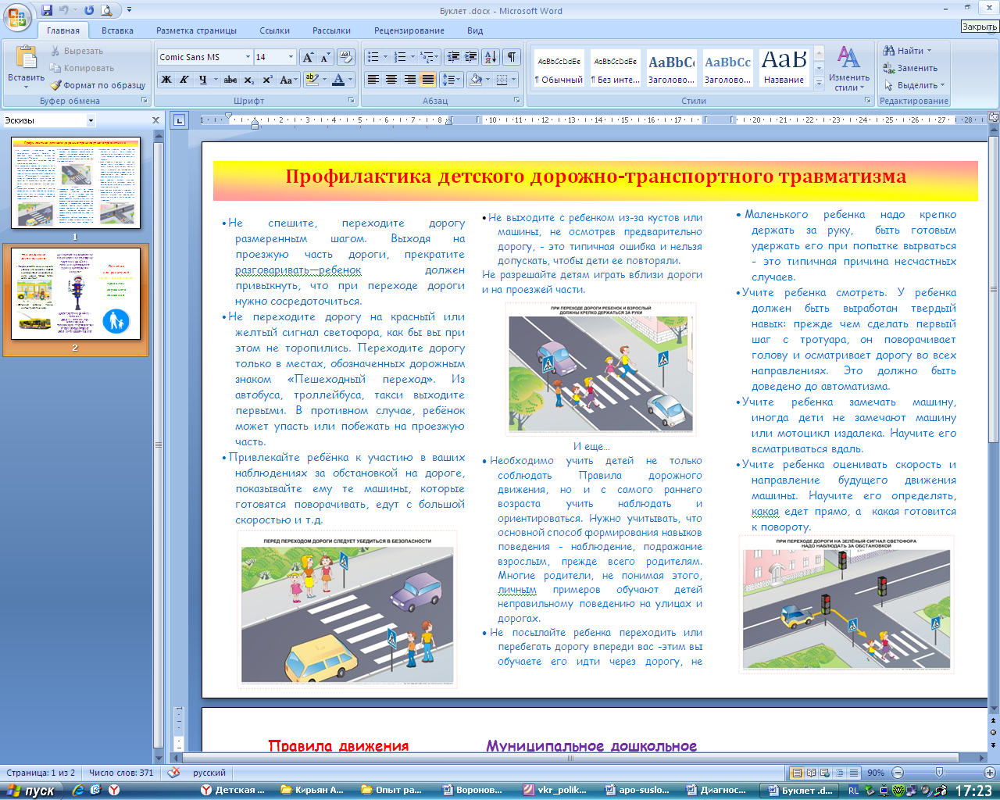 Буклет .docx - Microsoft Word
Закрыть
Главная
Вставка
Разметка страницы
Ссылки
Рассылки
Рецензирование
Вид
Вставить
Вырезать
Копировать
Формат по образцу
Буфер обмена
Comic Sans MS
14
Ж К Ч abc x₂ x² Aa
Шрифт
Абзац
AaBbCcDdEe
¶ Обычный
AaBbCcDdEe
¶ Без инте...
AaBbCc
Заголово...
AaBbCc
Заголово...
АаВ
Название
Изменить
стили
Стили
Найти
Заменить
Выделить
Редактирование
Эскизы
1
2
Профилактика детского дорожно-транспортного травматизма
• Не спешите, переходите дорогу
размеренным шагом. Выходя на
проезжую часть дороги, прекратите
разговаривать—ребенок должен
привыкнуть, что при переходе дороги
нужно сосредоточиться.
• Не переходите дорогу на красный или
желтый сигнал светофора, как бы вы при
этом не торопились. Переходите дорогу
только в местах, обозначенных дорожным
знаком «Пешеходный переход». Из
автобуса, троллейбуса, такси выходите
первыми. В противном случае, ребёнок
может упасть или побежать на проезжую
часть.
• Привлекайте ребёнка к участию в ваших
наблюдениях за обстановкой на дороге,
показывайте ему те машины, которые
готовятся поворачивать, едут с большой
скоростью и т.д.
ПЕРЕД ПЕРЕХОДОМ ДОРОГИ СЛЕДУЕТ УБЕДИТЬСЯ В БЕЗОПАСНОСТИ
• Не выходите с ребенком из-за кустов или
машины, не осмотрев предварительно
дорогу, - это типичная ошибка и нельзя
допускать, чтобы дети ее повторяли.
Не разрешайте детям играть вблизи дороги
и на проезжей части.
ПРИ ПЕРЕХОДЕ ДОРОГИ РЕБЕНОК И ВЗРОСЛЫЙ
ДОЛЖНЫ КРЕПКО ДЕРЖАТЬСЯ ЗА РУКИ
И еще...
• Необходимо учить детей не только
соблюдать Правила дорожного
движения, но и с самого раннего
возраста учить наблюдать и
ориентироваться. Нужно учитывать, что
основной способ формирования навыков
поведения - наблюдение, подражание
взрослым, прежде всего родителям.
Многие родители, не понимая этого,
личным примеров обучают детей
неправильному поведению на улицах и
дорогах.
• Не посылайте ребенка переходить или
перебегать дорогу впереди вас -этим вы
обучаете его идти через дорогу, не
• Маленького ребенка надо крепко
держать за руку, быть готовым
удержать его при попытке вырваться
- это типичная причина несчастных
случаев.
• Учите ребенка смотреть. У ребенка
должен быть выработан твердый
навык: прежде чем сделать первый
шаг с тротуара, он поворачивает
голову и осматривает дорогу во всех
направлениях. Это должно быть
доведено до автоматизма.
• Учите ребенка замечать машину,
иногда дети не замечают машину
или мотоцикл издалека. Научите его
всматриваться вдаль.
• Учите ребенка оценивать скорость и
направление будущего движения
машины. Научите его определять,
какая едет прямо, а какая готовится
к повороту.
ПРИ ПЕРЕХОДЕ ДОРОГИ НА ЗЕЛЁНЫЙ СИГНАЛ СВЕТОФОРА
НАДО НАБЛЮДАТЬ ЗА ОБСТАНОВКОЙ
Правила движения
Муниципальное дошкольное
Страница: 1 из 2
Число слов: 371
русский
90%
пуск
Детская ...
Кирьян А...
Опыт ра...
Воронов...
vkr_polik...
apo-suslo...
Диагнос...
Буклет .d...
RL
17:23